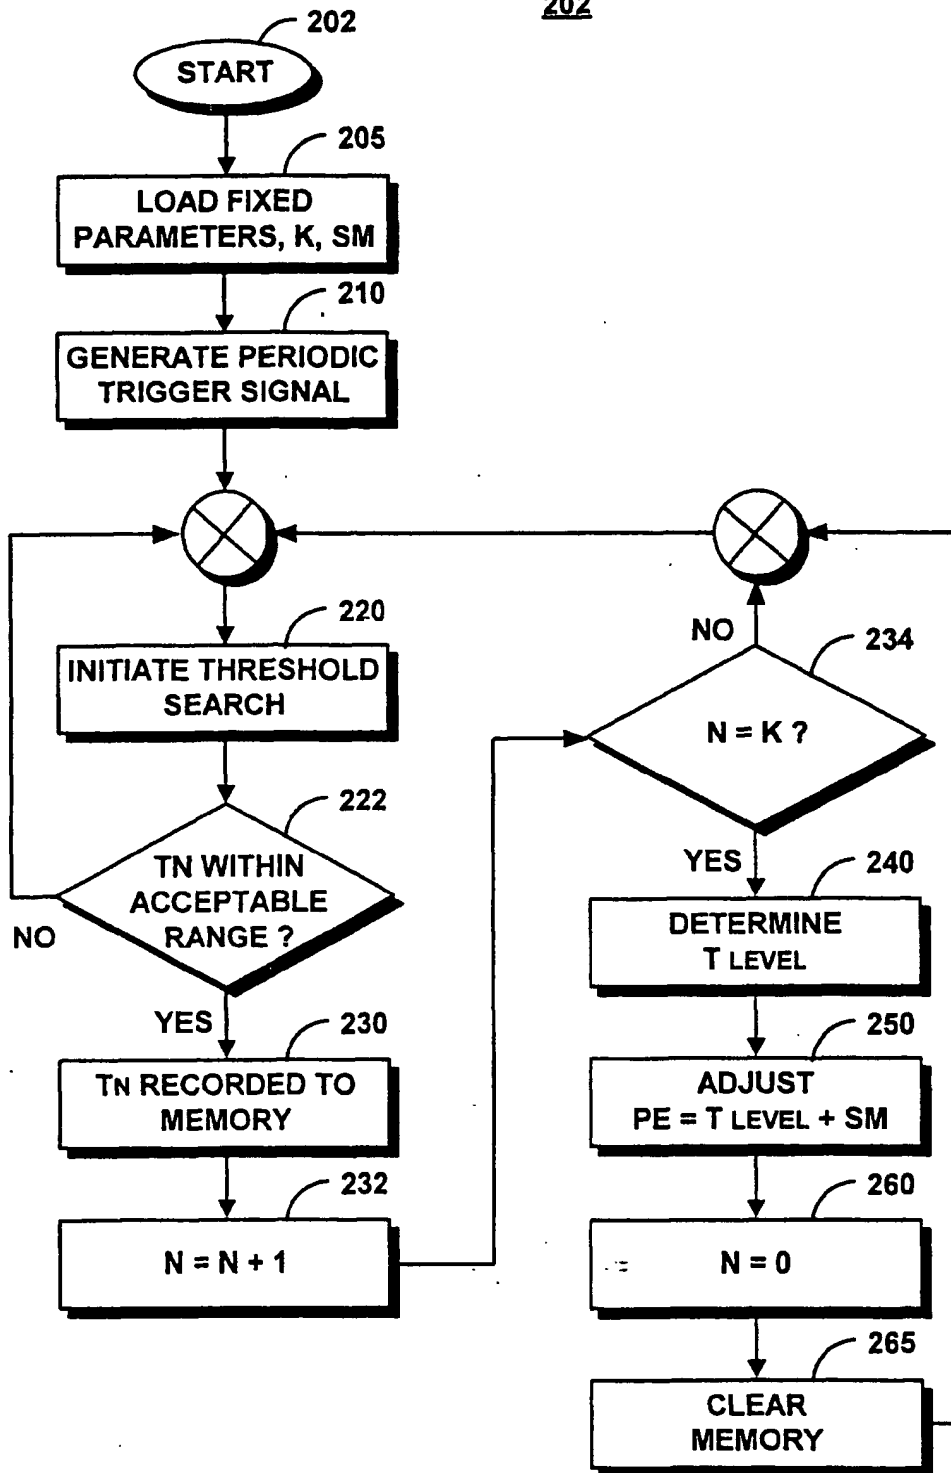 202
202
START
205
LOAD FIXED
PARAMETERS, K, SM
210
GENERATE PERIODIC
TRIGGER SIGNAL
220
INITIATE THRESHOLD
SEARCH
222
TN WITHIN
ACCEPTABLE
RANGE ?
NO
YES
230
TN RECORDED TO
MEMORY
232
N = N + 1
234
N = K ?
NO
YES
240
DETERMINE
T LEVEL
250
ADJUST
PE = T LEVEL + SM
260
N = 0
265
CLEAR
MEMORY